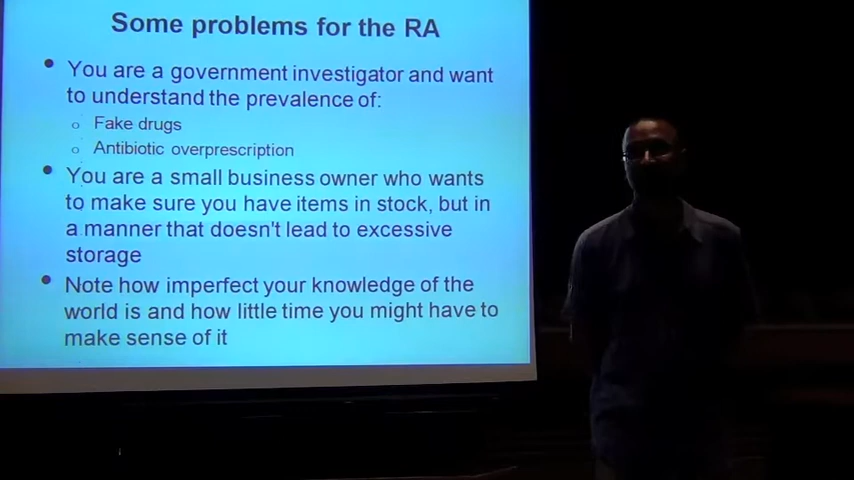 Some problems for the RA
• You are a government investigator and want
to understand the prevalence of:
o Fake drugs
o Antibiotic overprescription
• You are a small business owner who wants
to make sure you have items in stock, but in
a manner that doesn't lead to excessive
storage
• Note how imperfect your knowledge of the
world is and how little time you might have to
make sense of it